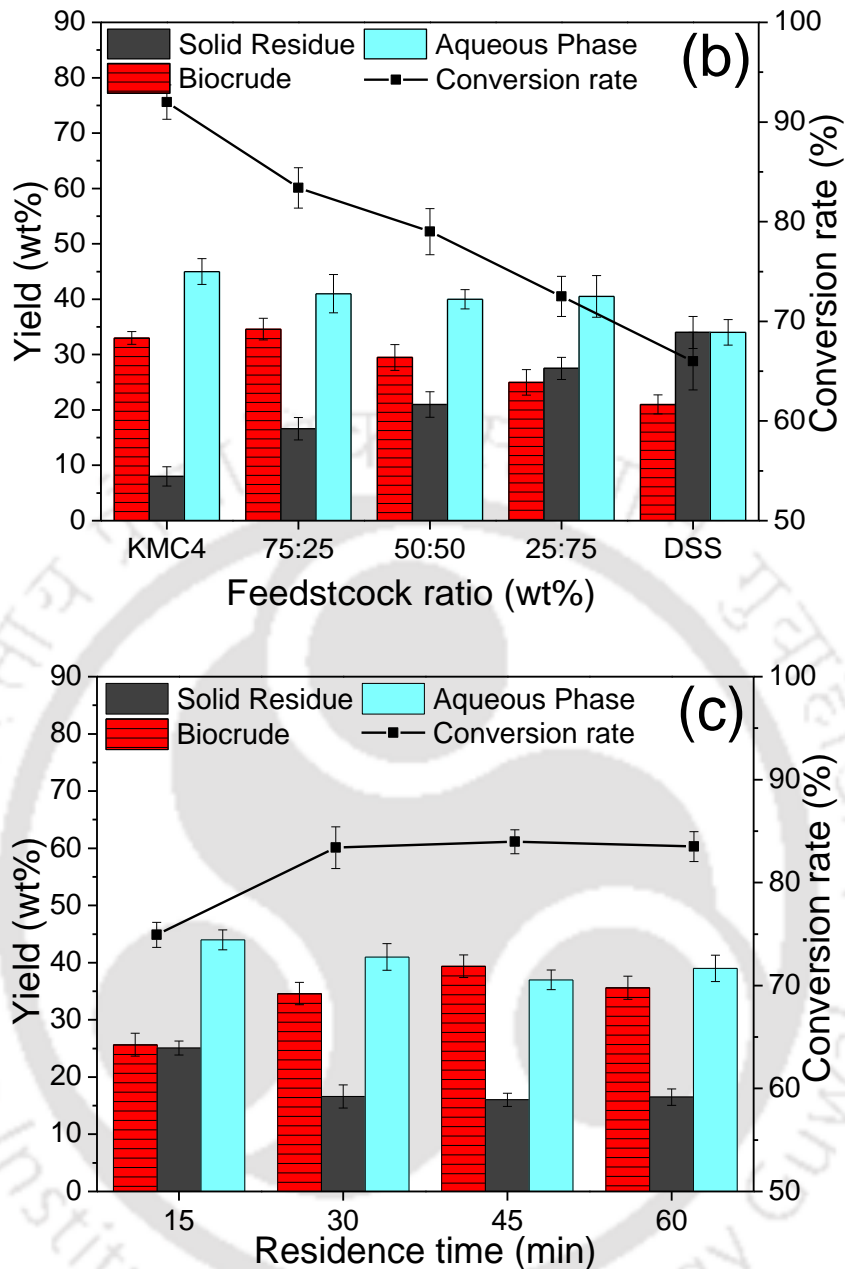 (b)
Solid Residue
Aqueous Phase
Biocrude
Conversion rate
Yield (wt%)
90
80
70
60
50
40
30
20
10
0
Conversion rate (%)
100
90
80
70
60
50
KMC4 75:25 50:50 25:75 DSS
Feedstcock ratio (wt%)
(c)
Solid Residue
Aqueous Phase
Biocrude
Conversion rate
Yield (wt%)
90
80
70
60
50
40
30
20
10
0
Conversion rate (%)
100
90
80
70
60
50
15 30 45 60
Residence time (min)